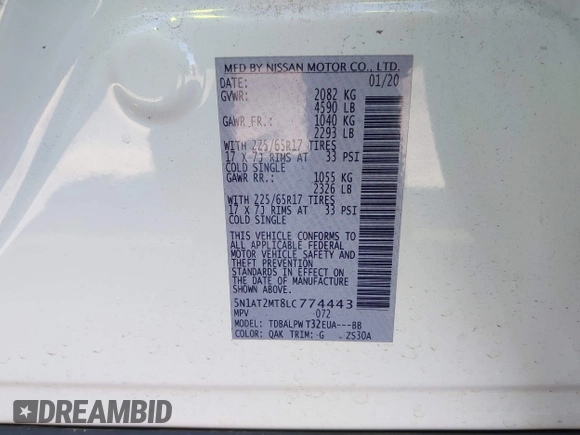 MFD BY NISSAN MOTOR CO., LTD.
DATE: 01/20
GVWR: 2082 KG
4590 LB
GAWR FR.: 1040 KG
2293 LB
WITH 225/65R17 TIRES
17 X 7J RIMS AT 33 PSI
COLD SINGLE
GAWR RR.: 1055 KG
2326 LB
WITH 225/65R17 TIRES
17 X 7J RIMS AT 33 PSI
COLD SINGLE
THIS VEHICLE CONFORMS TO
ALL APPLICABLE FEDERAL
MOTOR VEHICLE SAFETY AND
THEFT PREVENTION
STANDARDS IN EFFECT ON
THE DATE OF MANUFACTURE
SHOWN ABOVE.
5N1AT2MT8LC774443
MPV 072
MODEL: TDBALPW T32EUA---BB
COLOR: QAK TRIM: G . ZS30A
DREAMBID